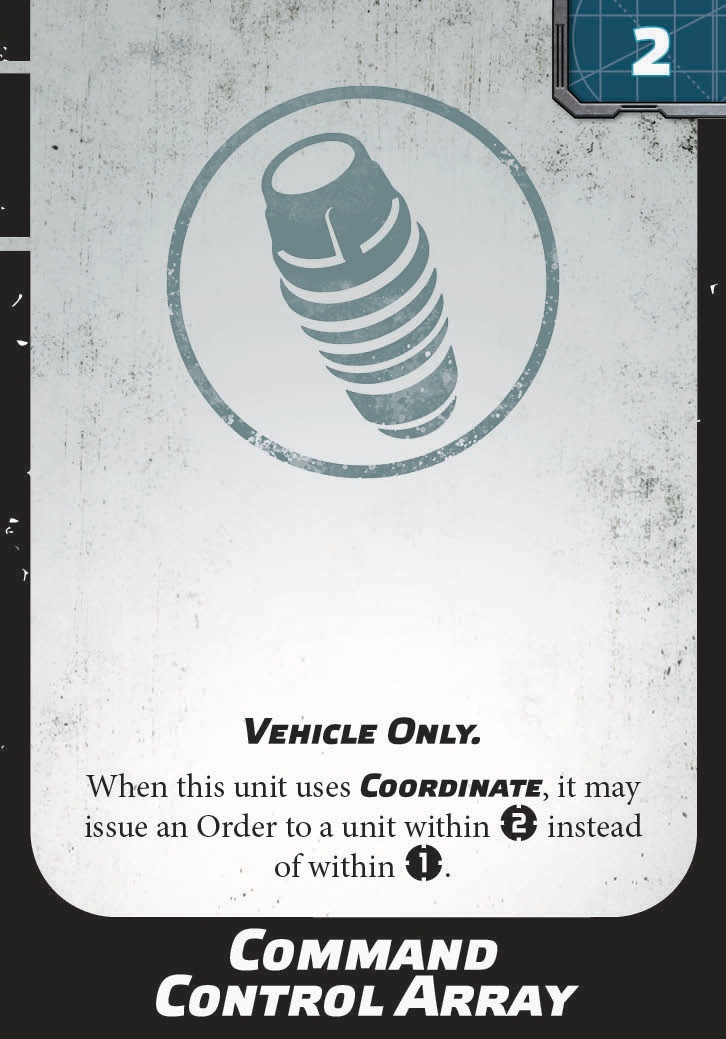 2
VEHICLE ONLY.
When this unit uses COORDINATE, it may
issue an Order to a unit within 2 instead
of within 1.
COMMAND
CONTROL ARRAY